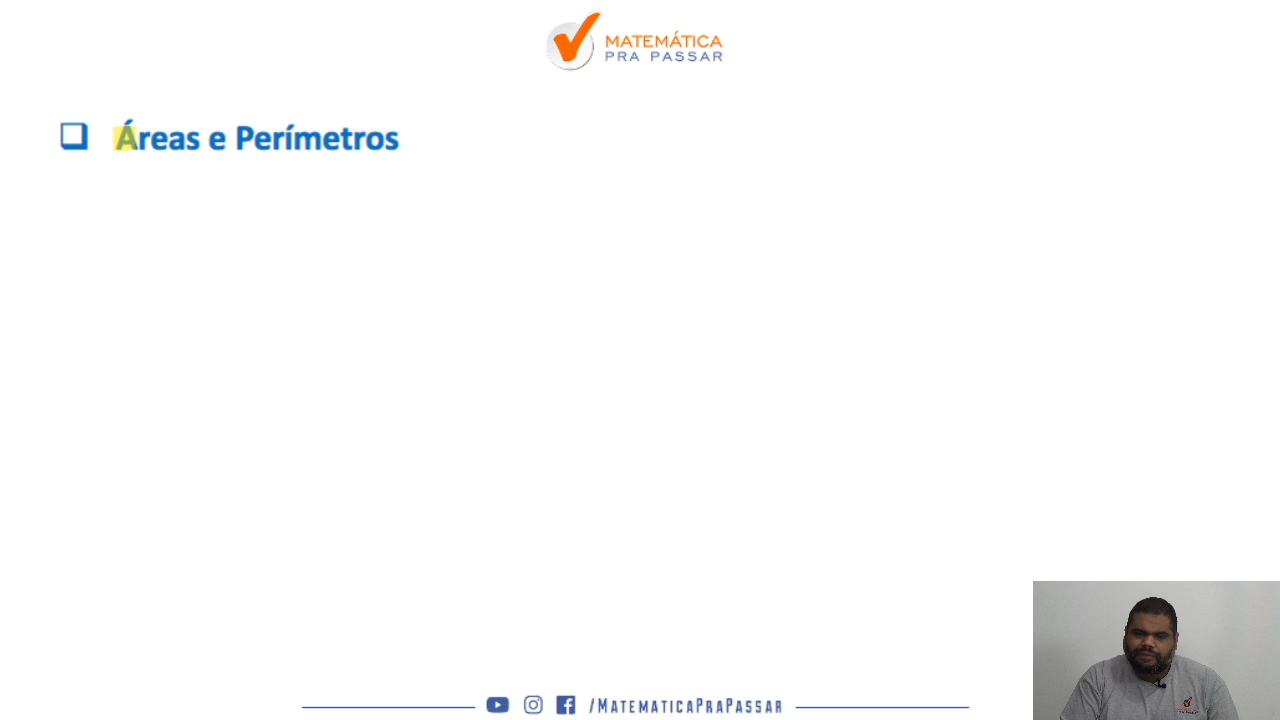 MATEMÁTICA
PRA PASSAR
Áreas e Perímetros
/MATEMATICAPRAPASSAR